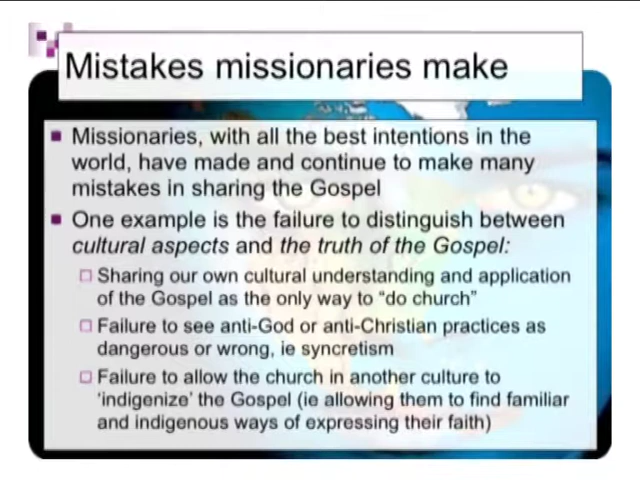 Mistakes missionaries make
■ Missionaries, with all the best intentions in the
world, have made and continue to make many
mistakes in sharing the Gospel
■ One example is the failure to distinguish between
cultural aspects and the truth of the Gospel:
□ Sharing our own cultural understanding and application
of the Gospel as the only way to “do church”
□ Failure to see anti-God or anti-Christian practices as
dangerous or wrong, ie syncretism
□ Failure to allow the church in another culture to
‘indigenize’ the Gospel (ie allowing them to find familiar
and indigenous ways of expressing their faith)